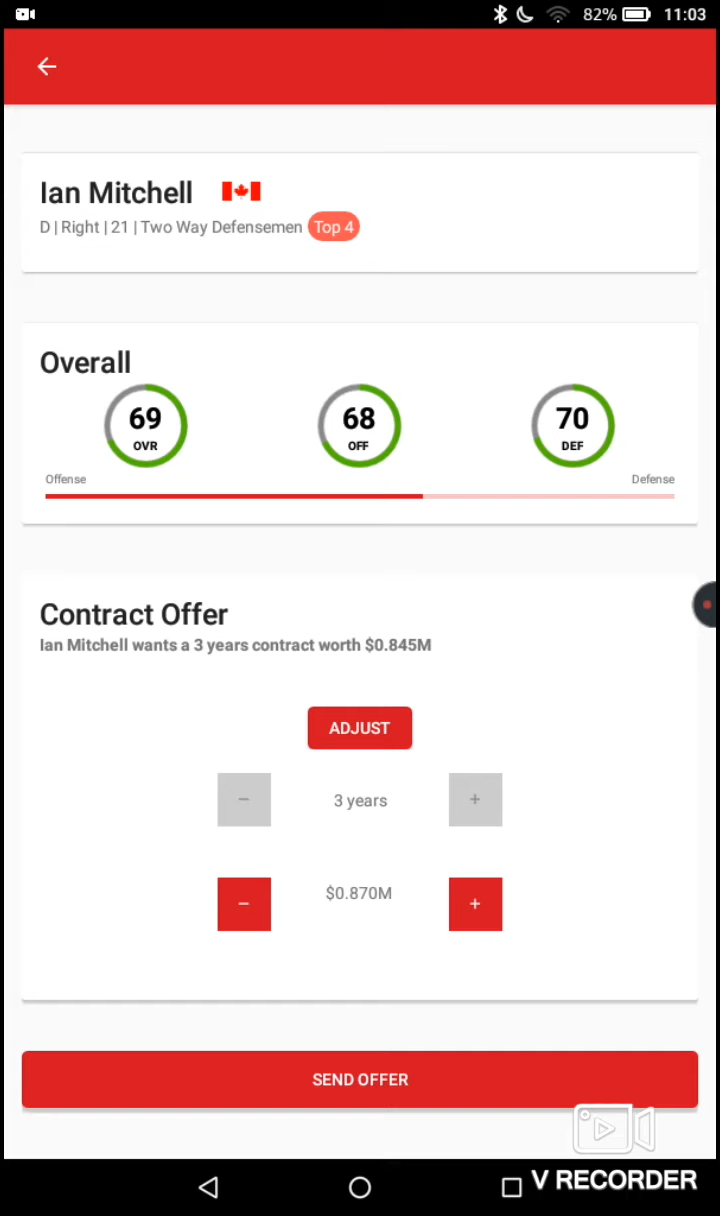 82% 11:03
Ian Mitchell
D | Right | 21 | Two Way Defensemen Top 4
Overall
69 68 70
OVR OFF DEF
Offense Defense
Contract Offer
Ian Mitchell wants a 3 years contract worth $0.845M
ADJUST
− 3 years +
− $0.870M +
SEND OFFER
V RECORDER